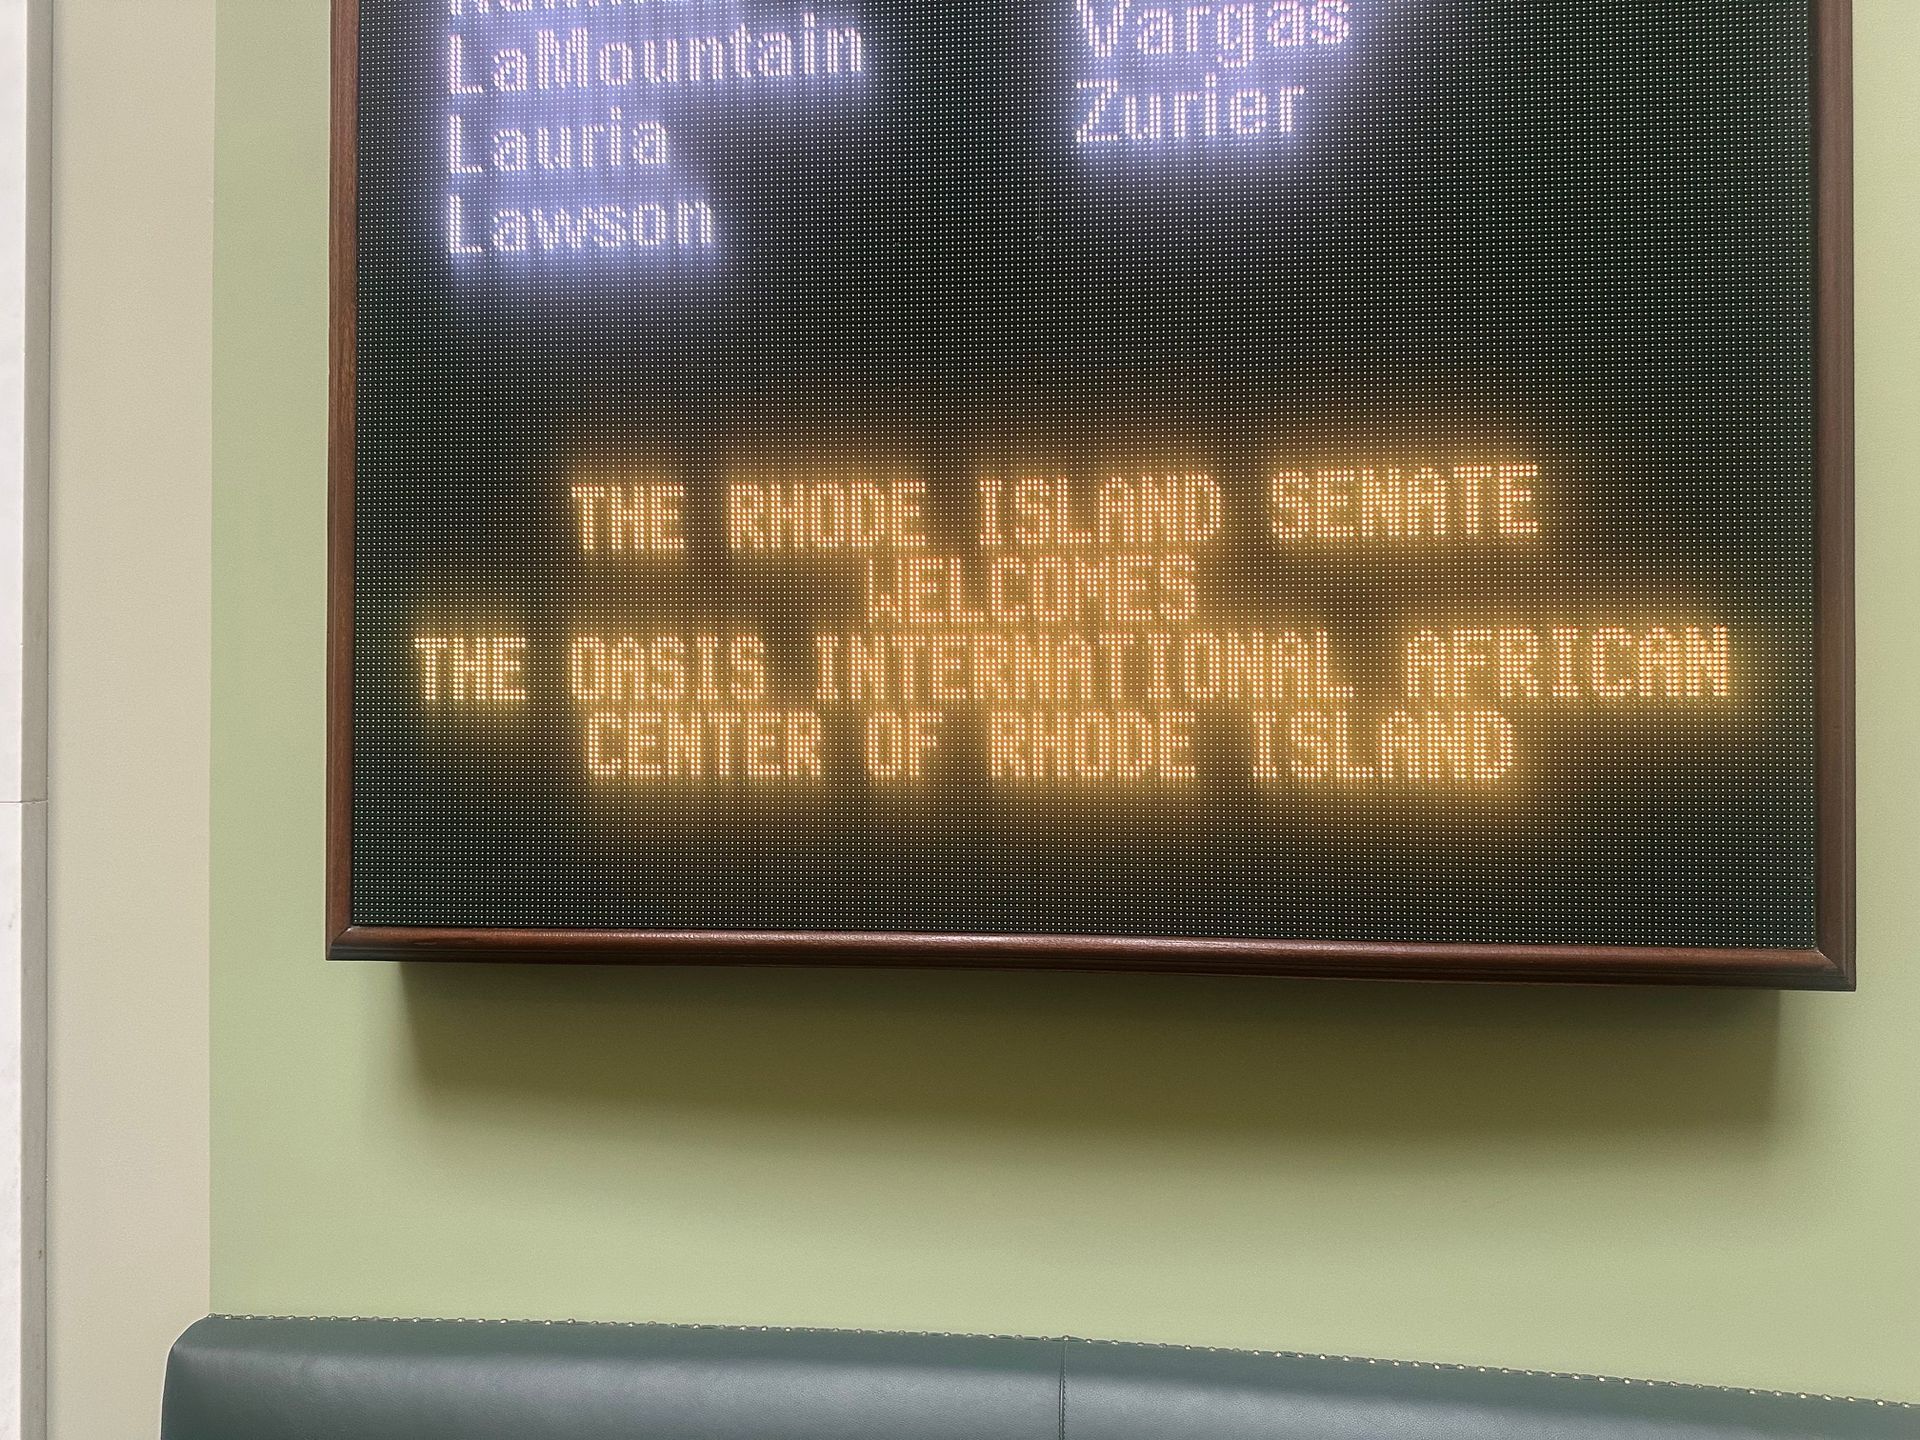 LaMountain
Lauria
Lawson
Vargas
Zurier
THE RHODE ISLAND SENATE
WELCOMES
THE OASIS INTERNATIONAL AFRICAN
CENTER OF RHODE ISLAND